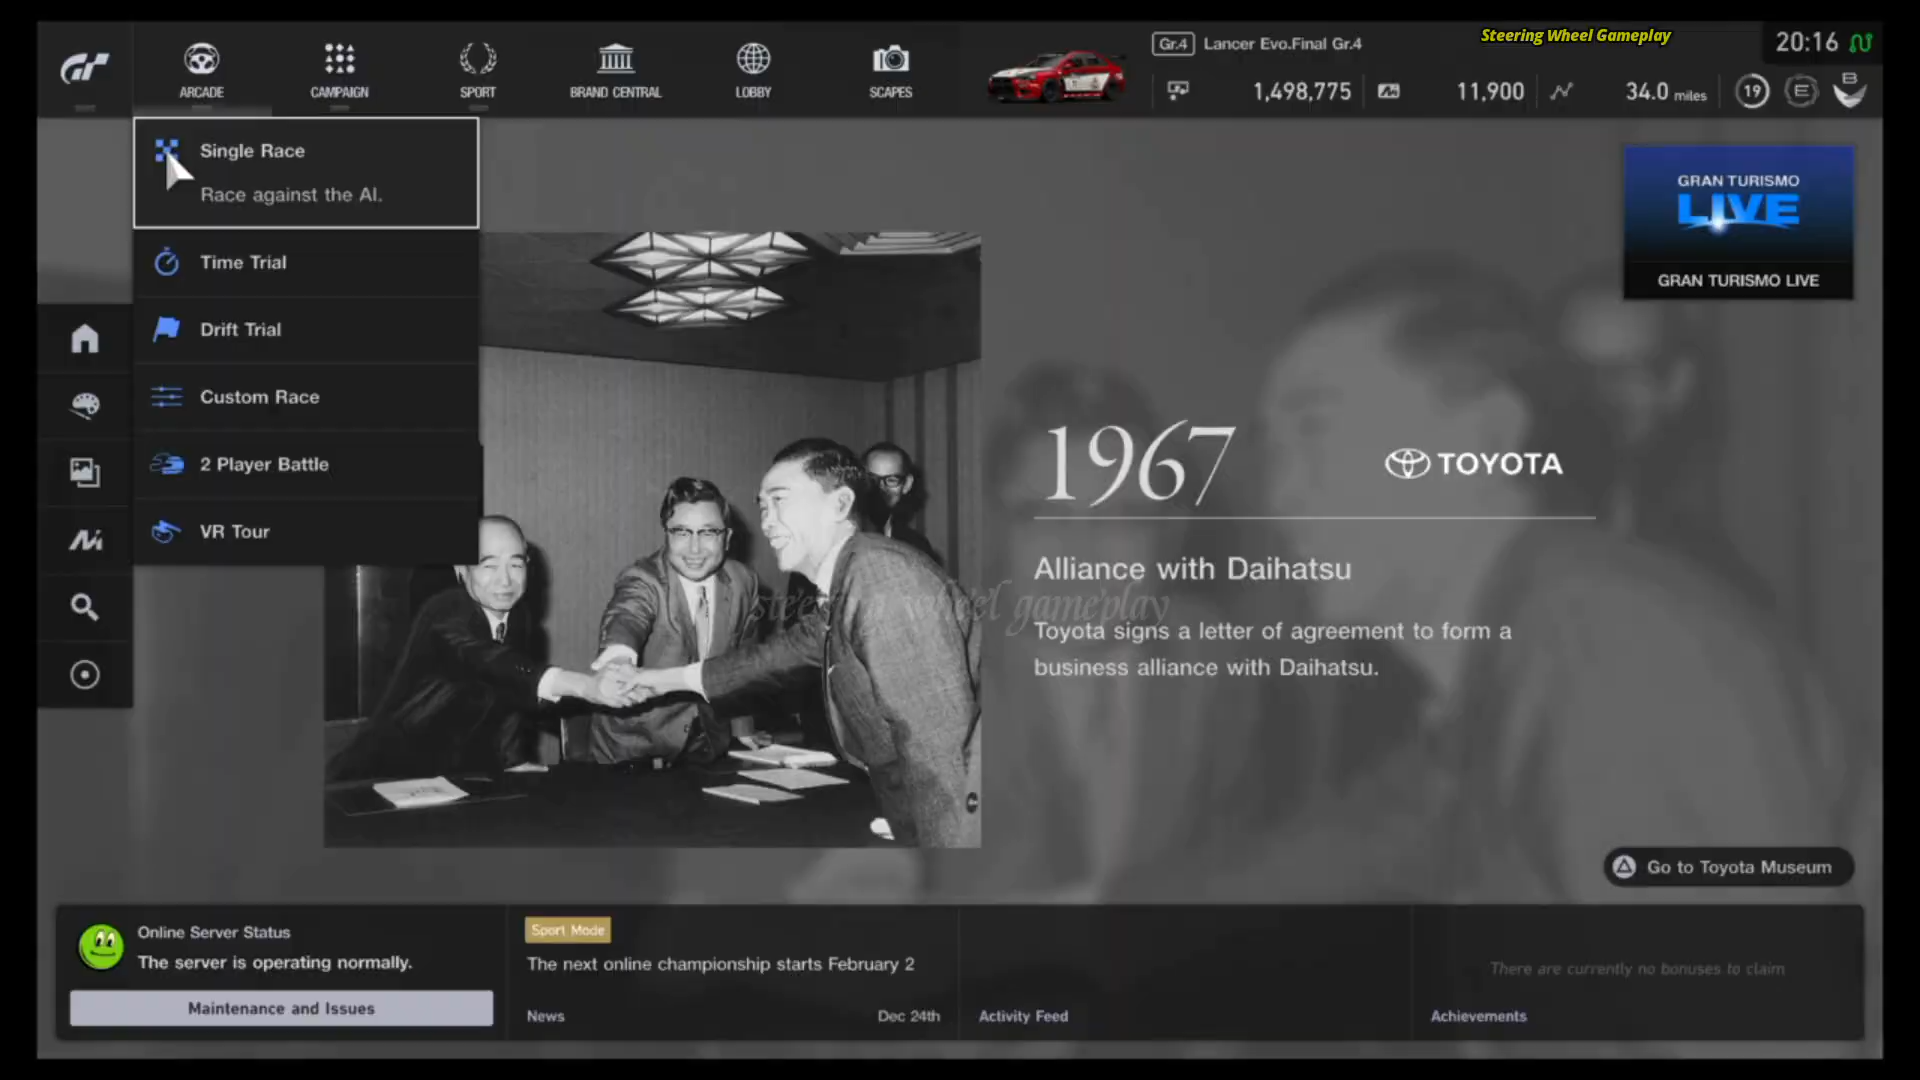 GT
ARCADE
CAMPAIGN
SPORT
BRAND CENTRAL
LOBBY
SCAPES
Gr.4 Lancer Evo.Final Gr.4
Steering Wheel Gameplay
20:16
1,498,775
11,900
34.0 miles
19
E
B
Single Race
Race against the AI.
Time Trial
Drift Trial
Custom Race
2 Player Battle
VR Tour
GRAN TURISMO
LIVE
GRAN TURISMO LIVE
1967
TOYOTA
Alliance with Daihatsu
steering wheel gameplay
Toyota signs a letter of agreement to form a
business alliance with Daihatsu.
Go to Toyota Museum
Online Server Status
The server is operating normally.
Maintenance and Issues
Sport Mode
The next online championship starts February 2
News
Dec 24th
Activity Feed
There are currently no bonuses to claim
Achievements